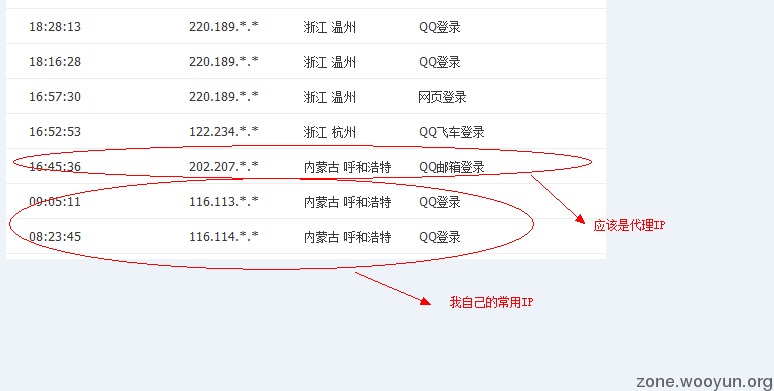 18:28:13 220.189.*.* 浙江 温州 QQ登录
18:16:28 220.189.*.* 浙江 温州 QQ登录
16:57:30 220.189.*.* 浙江 温州 网页登录
16:52:53 122.234.*.* 浙江 杭州 QQ飞车登录
16:45:36 202.207.*.* 内蒙古 呼和浩特 QQ邮箱登录
09:05:11 116.113.*.* 内蒙古 呼和浩特 QQ登录
应该是代理IP
08:23:45 116.114.*.* 内蒙古 呼和浩特 QQ登录
我自己的常用IP
zone.wooyun.org